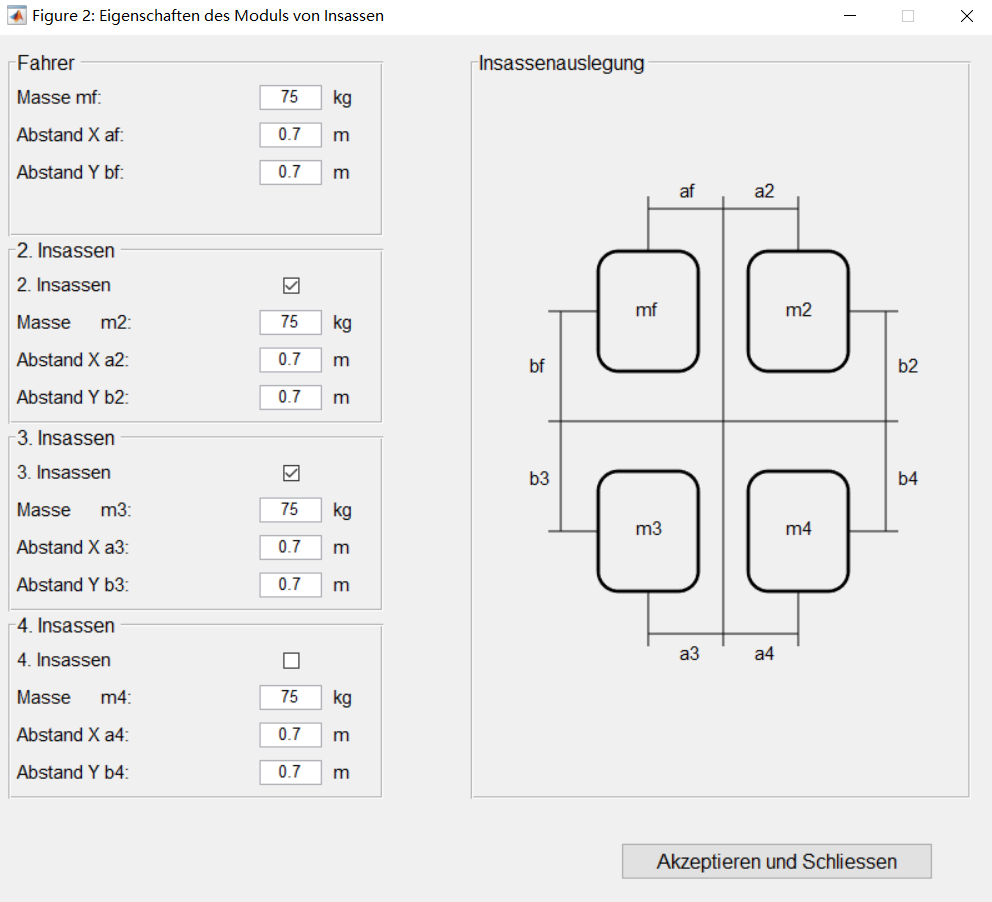 Figure 2: Eigenschaften des Moduls von Insassen
Fahrer
Masse mf: 75 kg
Abstand X af: 0.7 m
Abstand Y bf: 0.7 m
2. Insassen
2. Insassen
Masse m2: 75 kg
Abstand X a2: 0.7 m
Abstand Y b2: 0.7 m
3. Insassen
3. Insassen
Masse m3: 75 kg
Abstand X a3: 0.7 m
Abstand Y b3: 0.7 m
4. Insassen
4. Insassen
Masse m4: 75 kg
Abstand X a4: 0.7 m
Abstand Y b4: 0.7 m
Insassenauslegung
af a2
mf m2
bf b2
b3 b4
m3 m4
a3 a4
Akzeptieren und Schliessen